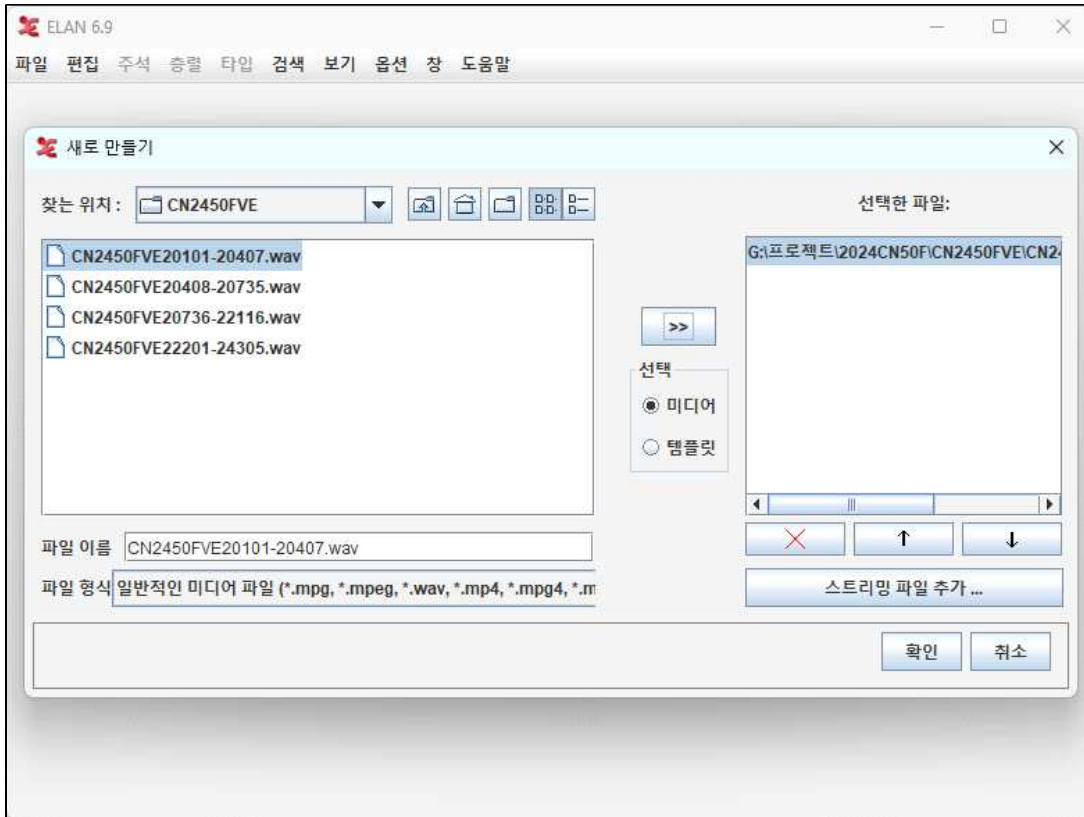 ELAN 6.9
파일 편집 주석 층렬 타입 검색 보기 옵션 창 도움말
새로 만들기
찾는 위치 : CN2450FVE
선택한 파일:
CN2450FVE20101-20407.wav
CN2450FVE20408-20735.wav
CN2450FVE20736-22116.wav
CN2450FVE22201-24305.wav
>>
선택
미디어
템플릿
G:\프로젝트\2024CN50F\CN2450FVE\CN24
파일 이름 CN2450FVE20101-20407.wav
파일 형식 일반적인 미디어 파일 (*.mpg, *.mpeg, *.wav, *.mp4, *.mpg4, *.m
스트리밍 파일 추가 ...
확인 취소